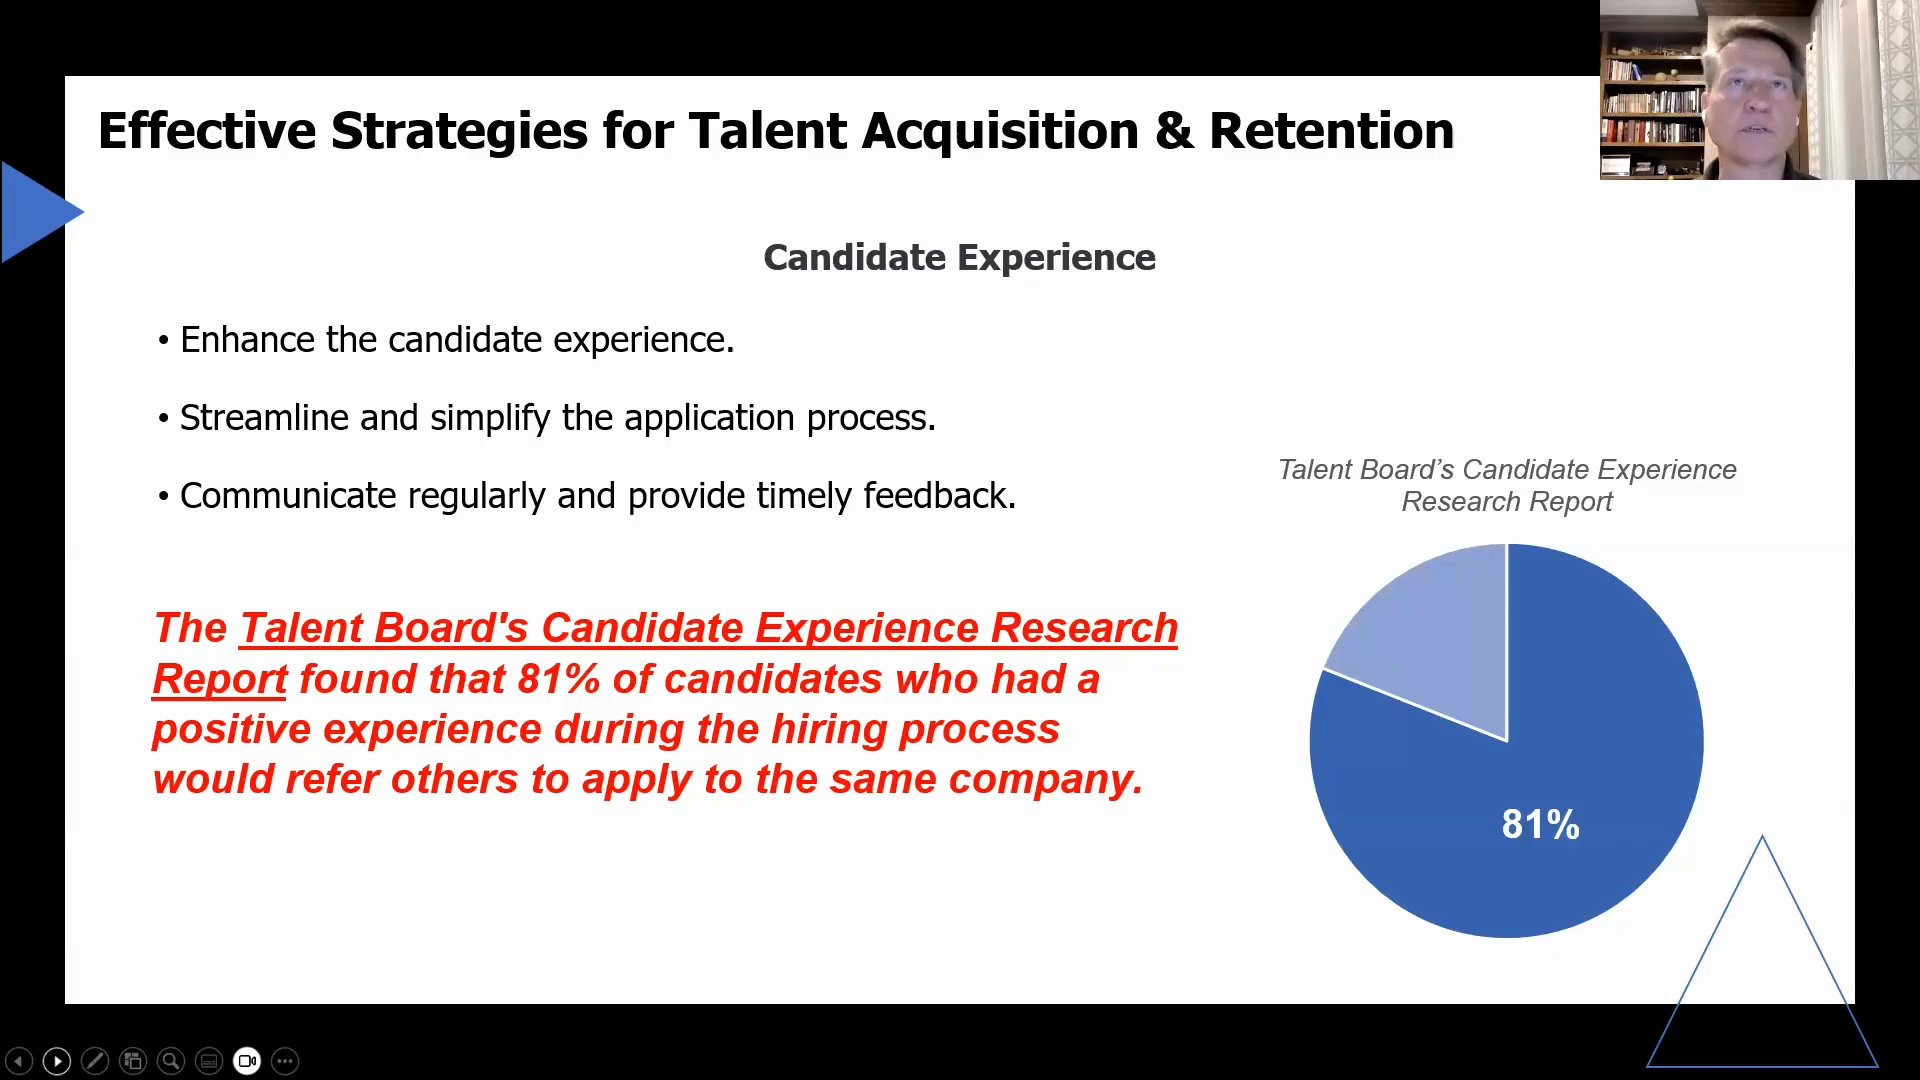 Effective Strategies for Talent Acquisition & Retention
Candidate Experience
• Enhance the candidate experience.
• Streamline and simplify the application process.
• Communicate regularly and provide timely feedback.
The Talent Board's Candidate Experience Research
Report found that 81% of candidates who had a
positive experience during the hiring process
would refer others to apply to the same company.
Talent Board’s Candidate Experience
Research Report
81%